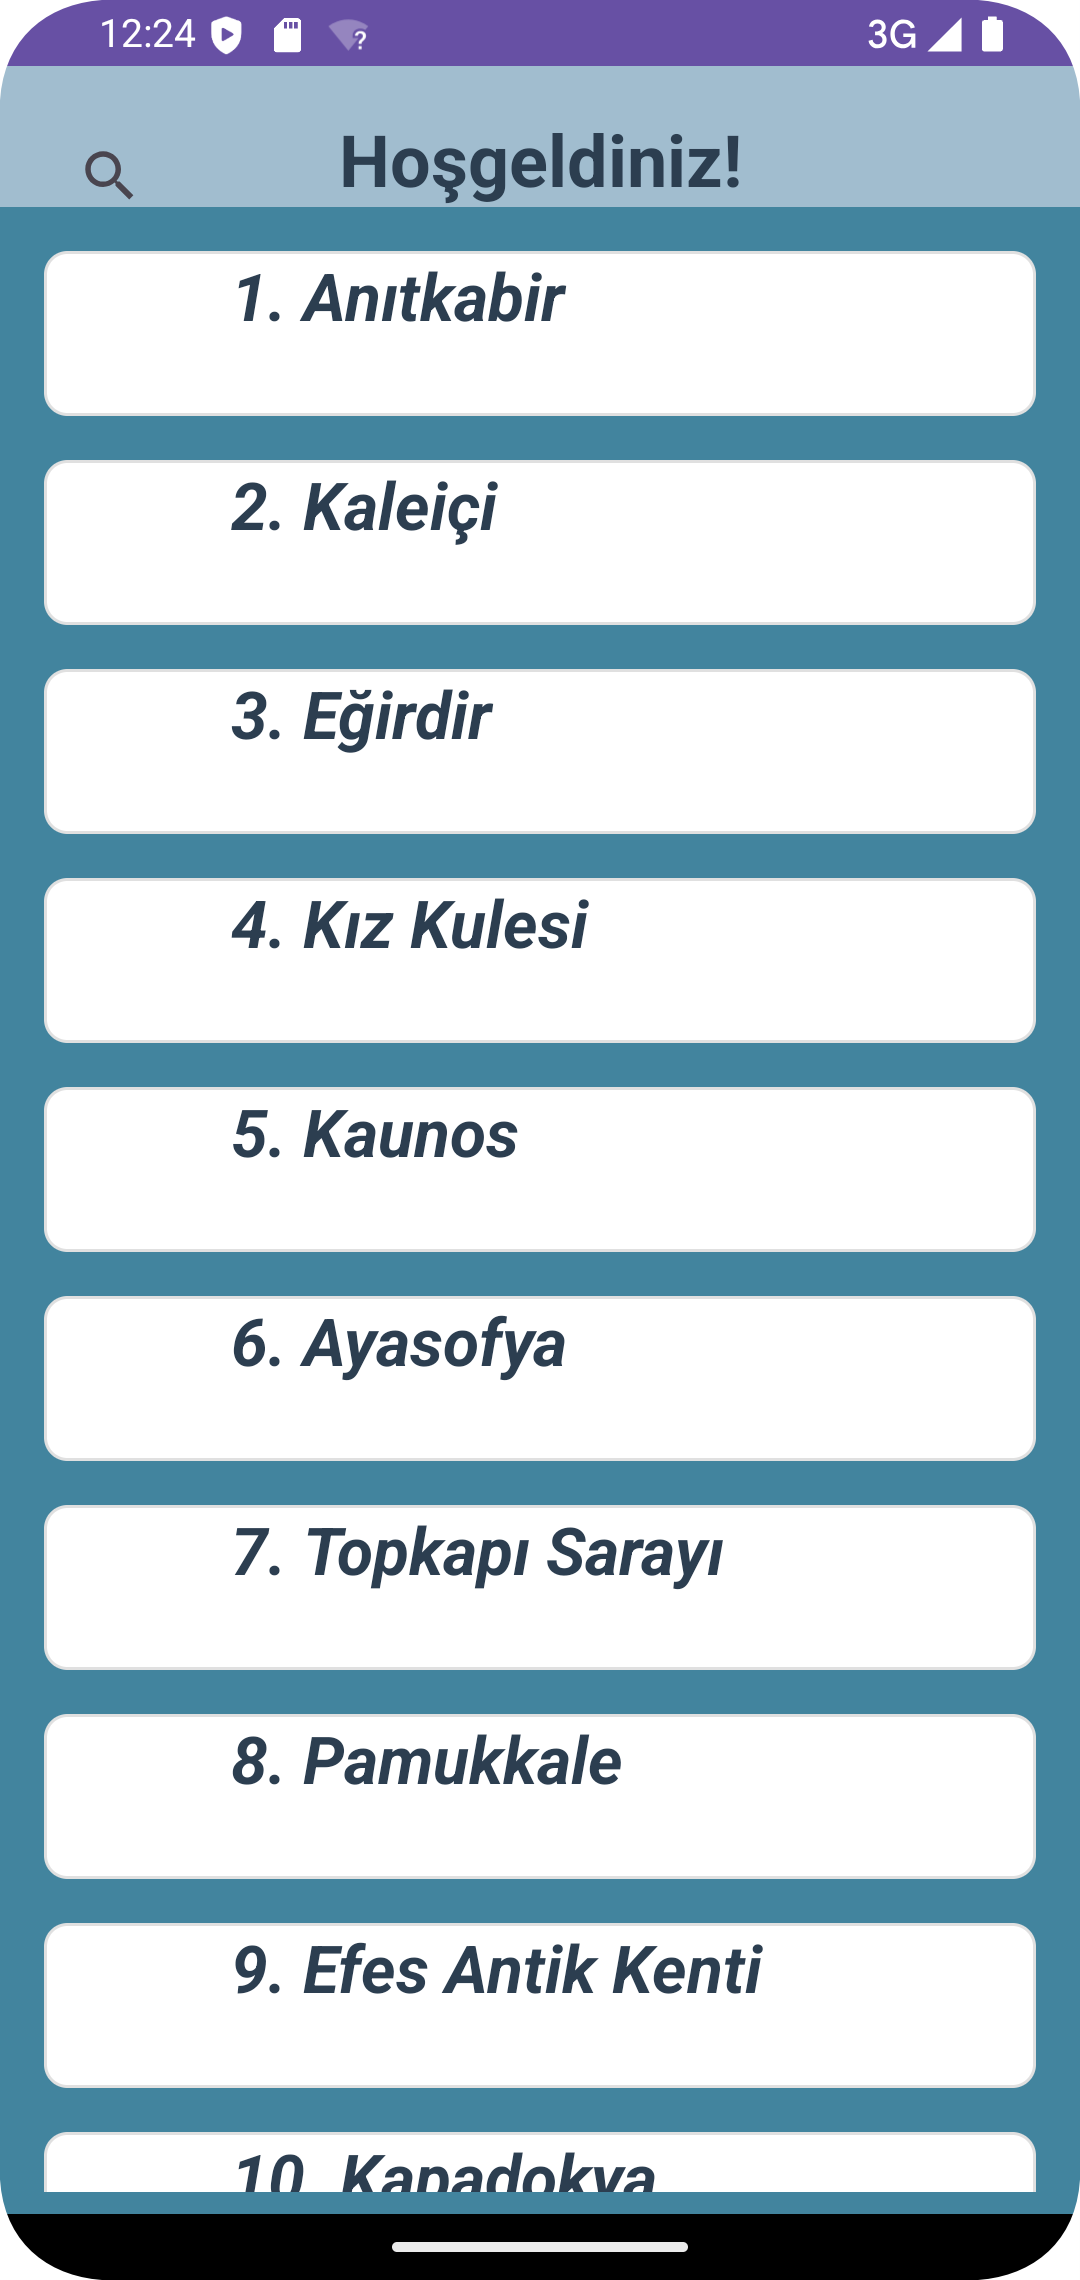 12:24
3G
Hoşgeldiniz!
1. Anıtkabir
2. Kaleiçi
3. Eğirdir
4. Kız Kulesi
5. Kaunos
6. Ayasofya
7. Topkapı Sarayı
8. Pamukkale
9. Efes Antik Kenti
10. Kapadokya